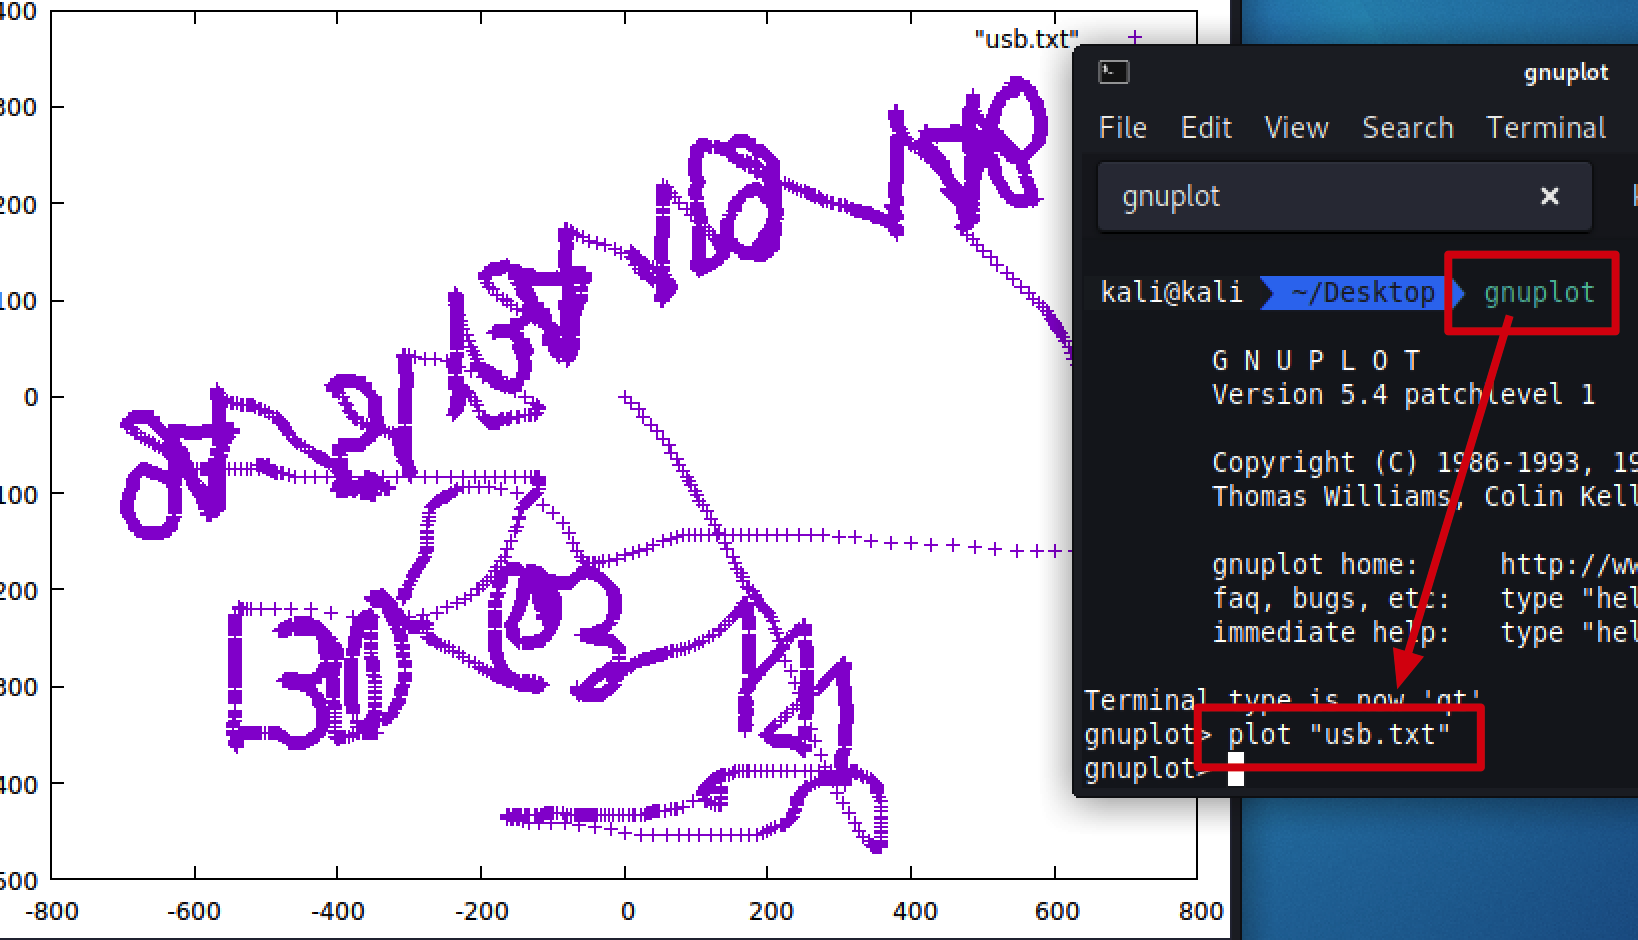 "usb.txt"
400
300
200
100
0
100
200
300
400
500
-800 -600 -400 -200 0 200 400 600 800
gnuplot
File Edit View Search Terminal
gnuplot
kali@kali ~/Desktop gnuplot
G N U P L O T
Version 5.4 patchlevel 1
Copyright (C) 1986-1993, 19
Thomas Williams, Colin Kell
gnuplot home: http://ww
faq, bugs, etc: type "hel
immediate help: type "hel
Terminal type is now 'qt'
gnuplot> plot "usb.txt"
gnuplot>